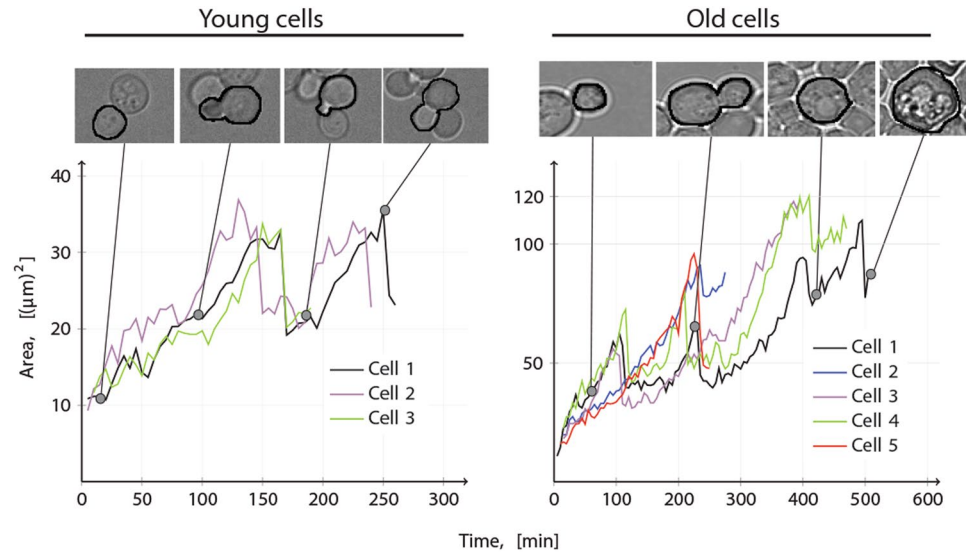 Young cells
Old cells
40
30
20
10
Area, [(µm)²]
0
50
100
150
200
250
300
Cell 1
Cell 2
Cell 3
120
100
50
0
100
200
300
400
500
600
Cell 1
Cell 2
Cell 3
Cell 4
Cell 5
Time, [min]